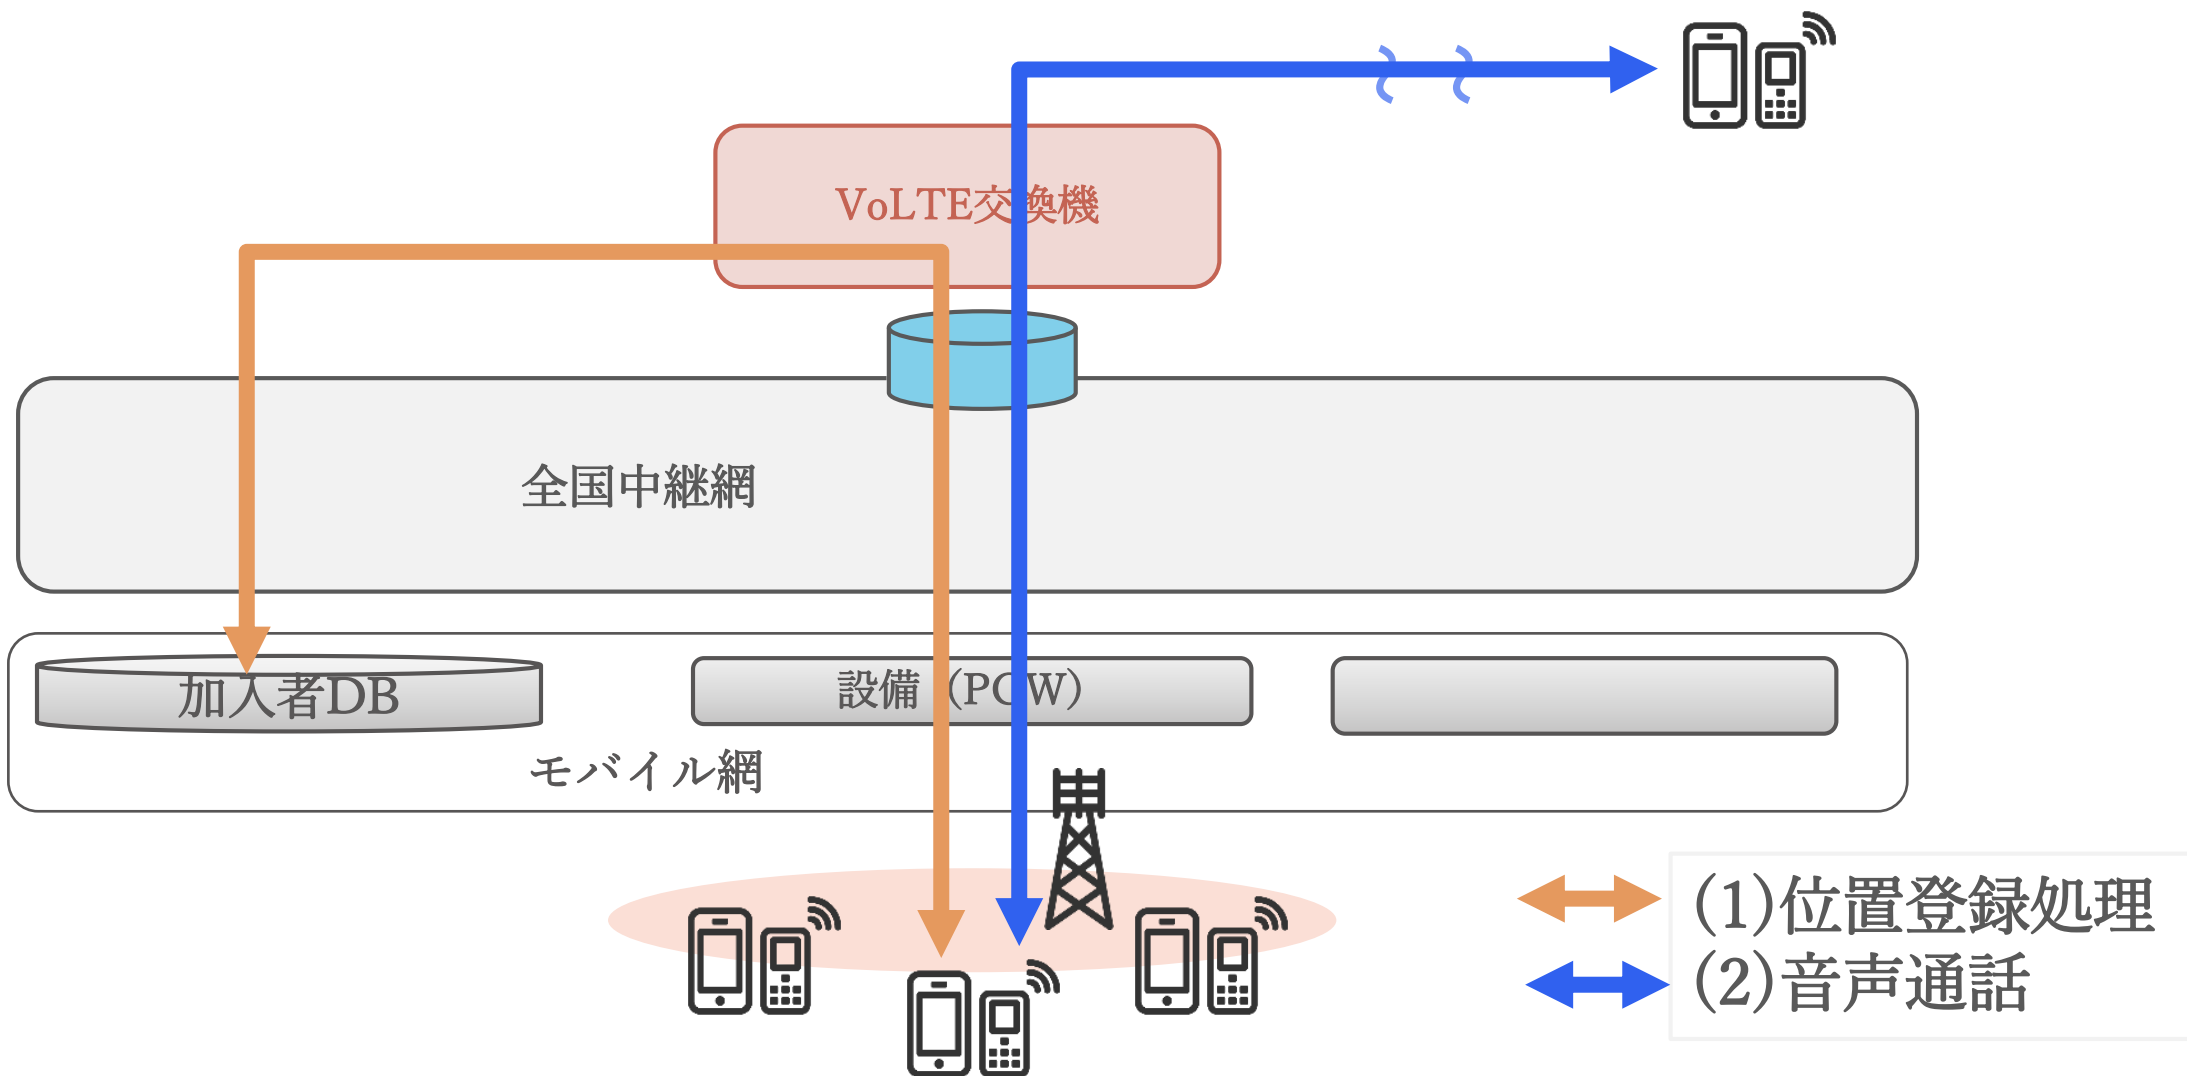 VoLTE交換機
全国中継網
加入者DB
設備（PGW）
モバイル網
(1)位置登録処理
(2)音声通話